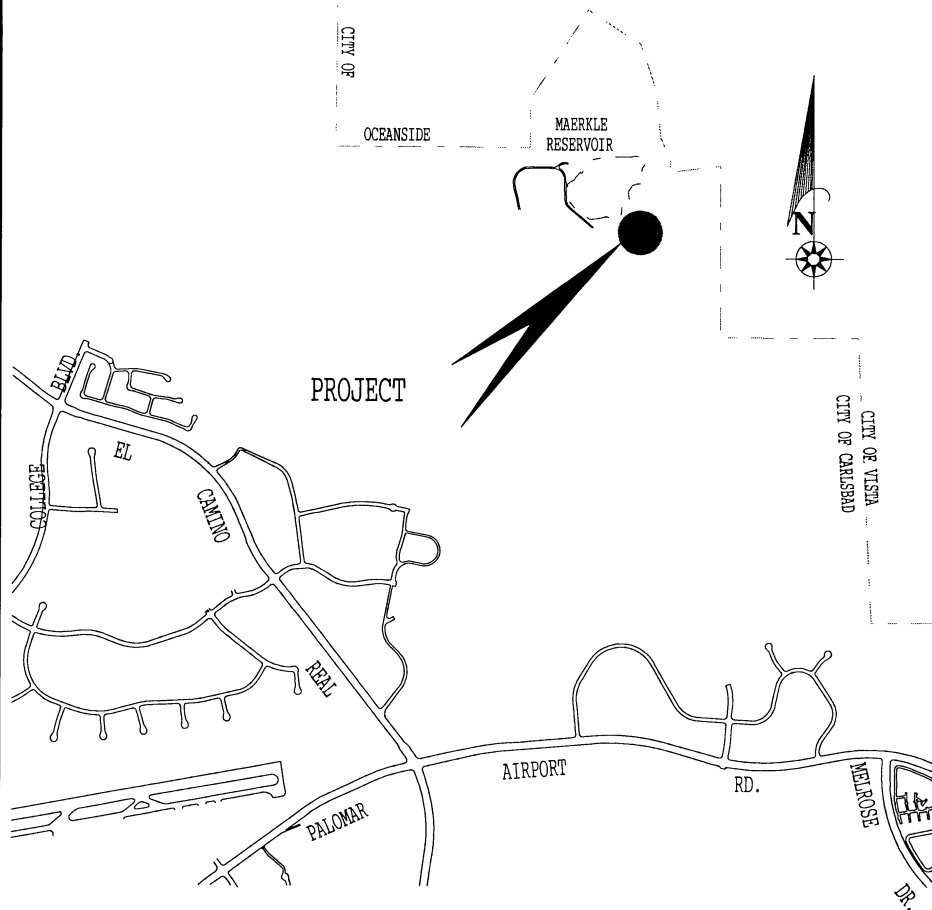 CITY OF
OCEANSIDE
MAERKLE
RESERVOIR
N
PROJECT
CITY OF VISTA
CITY OF CARLSBAD
COLLEGE
BLVD.
EL
CAMINO
REAL
PALOMAR
AIRPORT
RD.
MELROSE
DR.